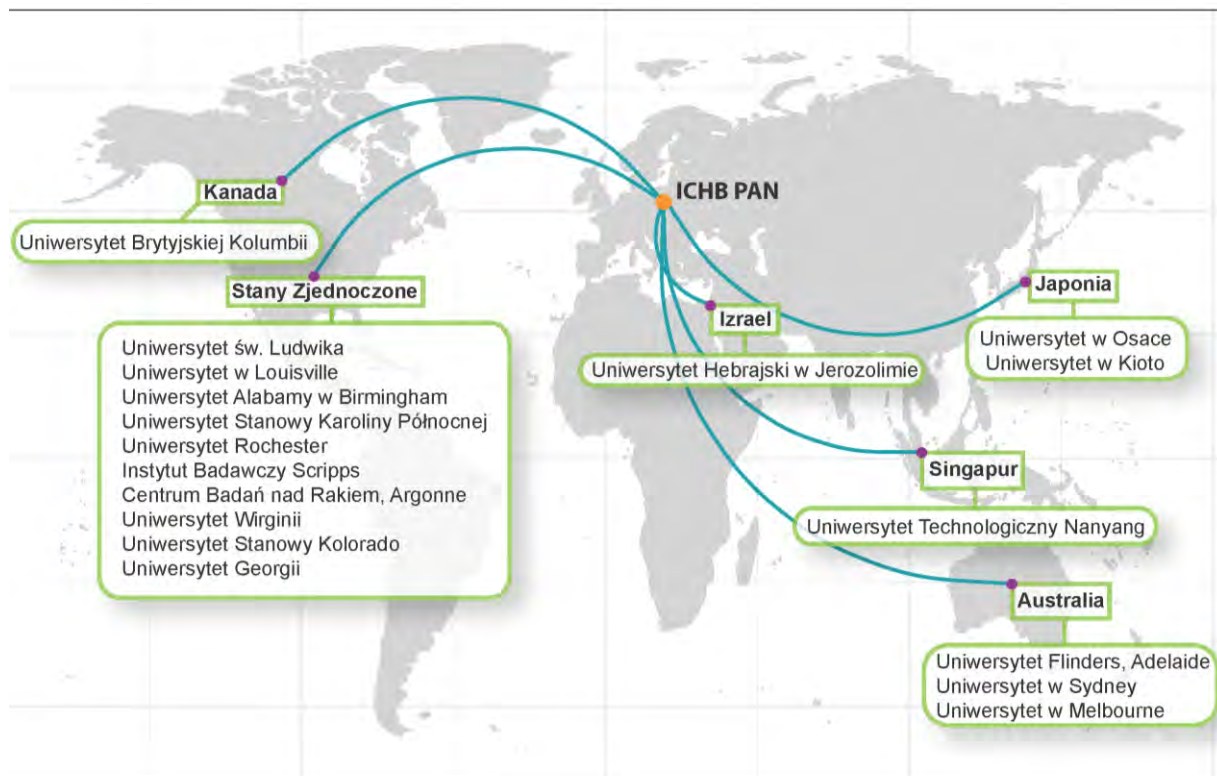 ICHB PAN
Kanada
Uniwersytet Brytyjskiej Kolumbii
Stany Zjednoczone
Uniwersytet św. Ludwika
Uniwersytet w Louisville
Uniwersytet Alabamy w Birmingham
Uniwersytet Stanowy Karoliny Północnej
Uniwersytet Rochester
Instytut Badawczy Scripps
Centrum Badań nad Rakiem, Argonne
Uniwersytet Wirginii
Uniwersytet Stanowy Kolorado
Uniwersytet Georgii
Izrael
Uniwersytet Hebrajski w Jerozolimie
Japonia
Uniwersytet w Osace
Uniwersytet w Kioto
Singapur
Uniwersytet Technologiczny Nanyang
Australia
Uniwersytet Flinders, Adelaide
Uniwersytet w Sydney
Uniwersytet w Melbourne